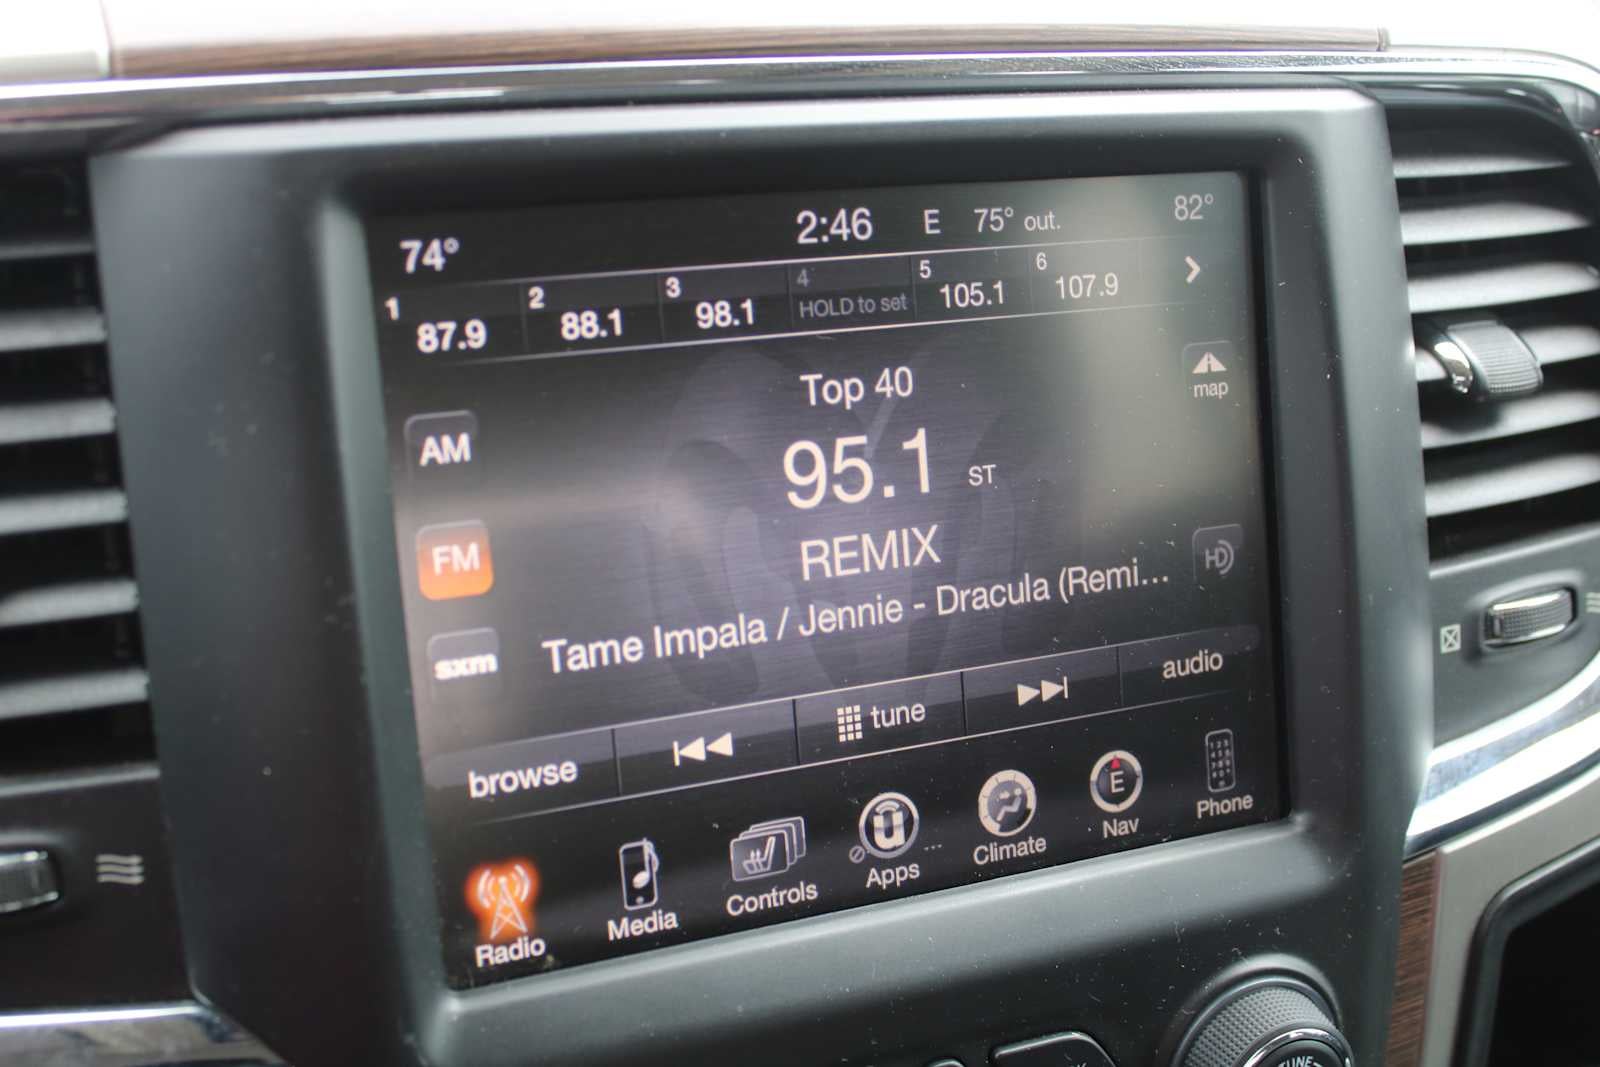 74° 2:46 E 75° out. 82°
1 87.9 2 88.1 3 98.1 4 HOLD to set 5 105.1 6 107.9
map
Top 40
AM
95.1 ST
FM
REMIX
HD
Tame Impala / Jennie - Dracula (Remi...
sxm
browse tune audio
Radio Media Controls Apps ... Climate E Nav Phone
TUNE